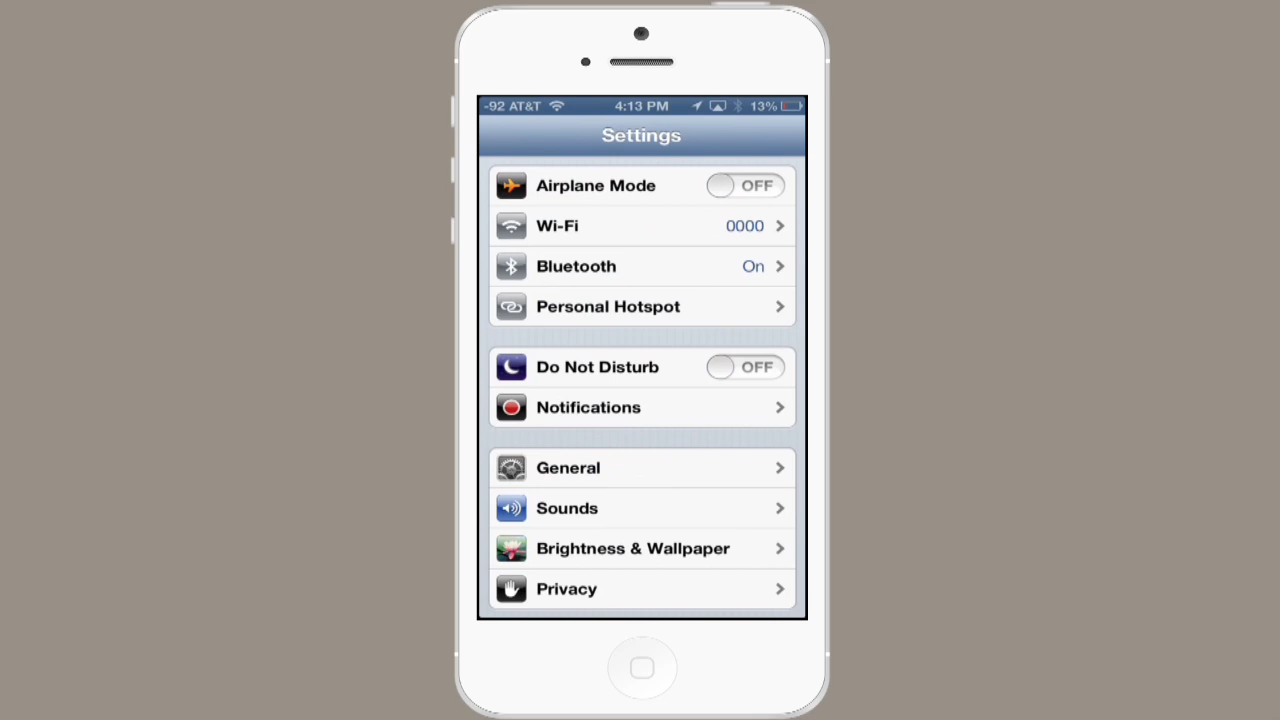 -92 AT&T 4:13 PM 13%
Settings
Airplane Mode OFF
Wi-Fi 0000
Bluetooth On
Personal Hotspot
Do Not Disturb OFF
Notifications
General
Sounds
Brightness & Wallpaper
Privacy